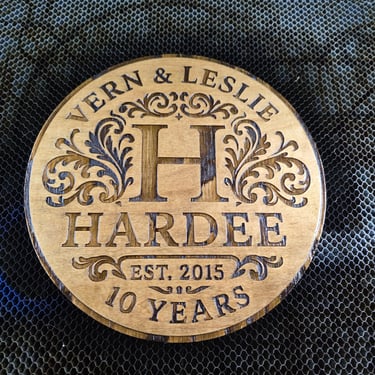 VERN & LESLIE
H
HARDEE
EST. 2015
10 YEARS